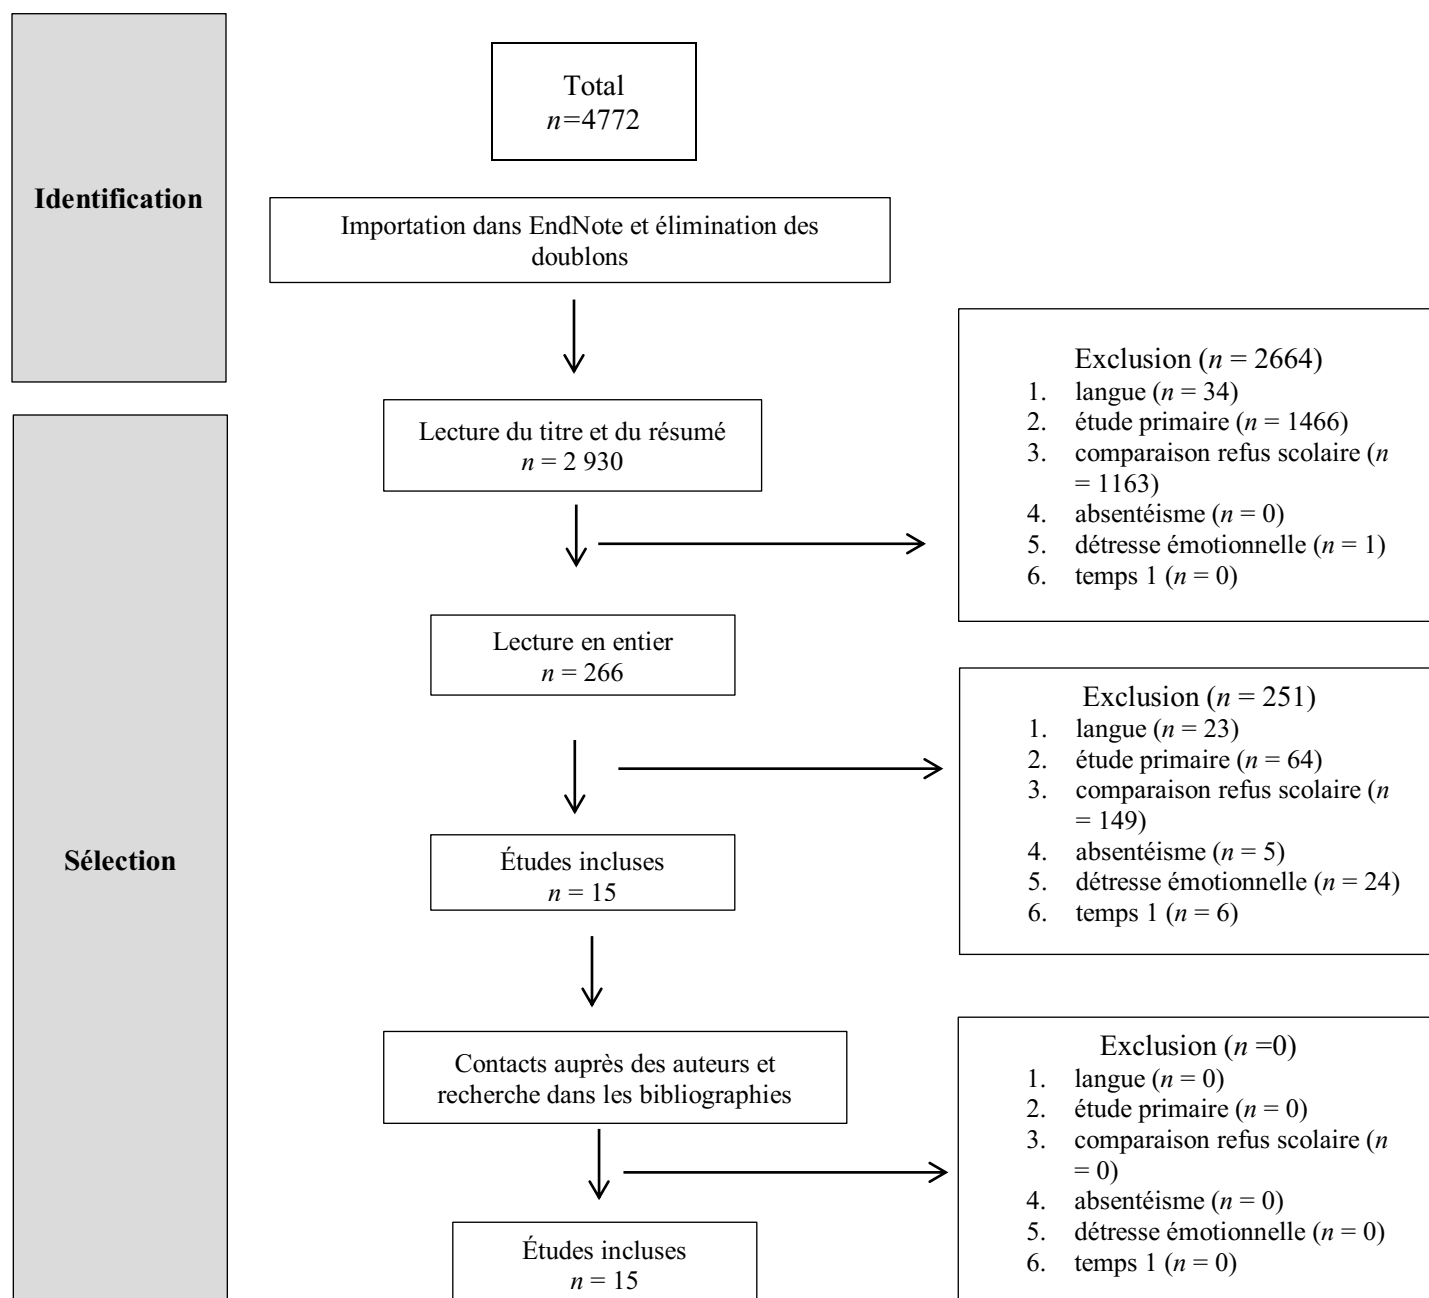 Identification
Total
n=4772
Importation dans EndNote et élimination des
doublons
Sélection
Lecture du titre et du résumé
n = 2 930
Exclusion (n = 2664)
1. langue (n = 34)
2. étude primaire (n = 1466)
3. comparaison refus scolaire (n
= 1163)
4. absentéisme (n = 0)
5. détresse émotionnelle (n = 1)
6. temps 1 (n = 0)
Lecture en entier
n = 266
Exclusion (n = 251)
1. langue (n = 23)
2. étude primaire (n = 64)
3. comparaison refus scolaire (n
= 149)
4. absentéisme (n = 5)
5. détresse émotionnelle (n = 24)
6. temps 1 (n = 6)
Études incluses
n = 15
Contacts auprès des auteurs et
recherche dans les bibliographies
Exclusion (n =0)
1. langue (n = 0)
2. étude primaire (n = 0)
3. comparaison refus scolaire (n
= 0)
4. absentéisme (n = 0)
5. détresse émotionnelle (n = 0)
6. temps 1 (n = 0)
Études incluses
n = 15